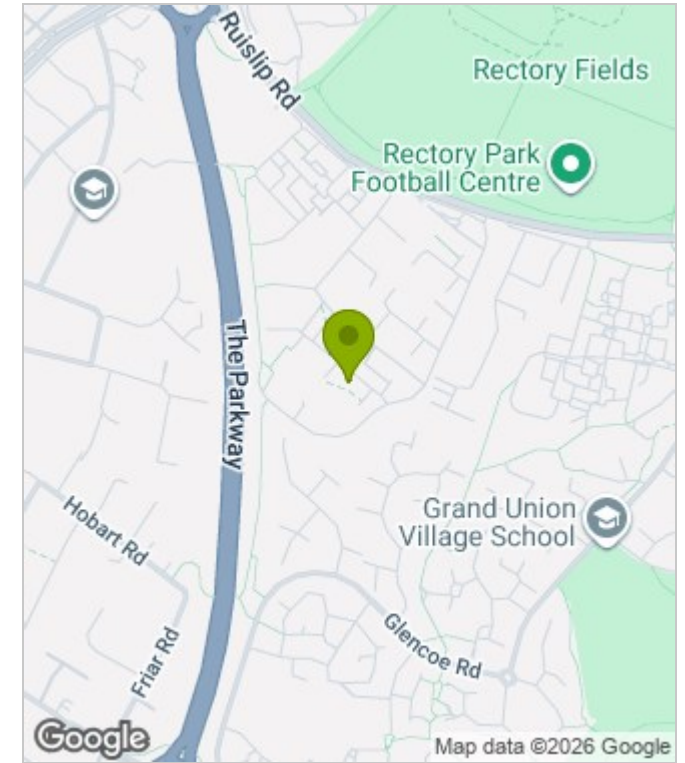 Ruislip Rd
Rectory Fields
Rectory Park
Football Centre
The Parkway
Grand Union
Village School
Hobart Rd
Glencoe Rd
Friar Rd
Google
Map data ©2026 Google